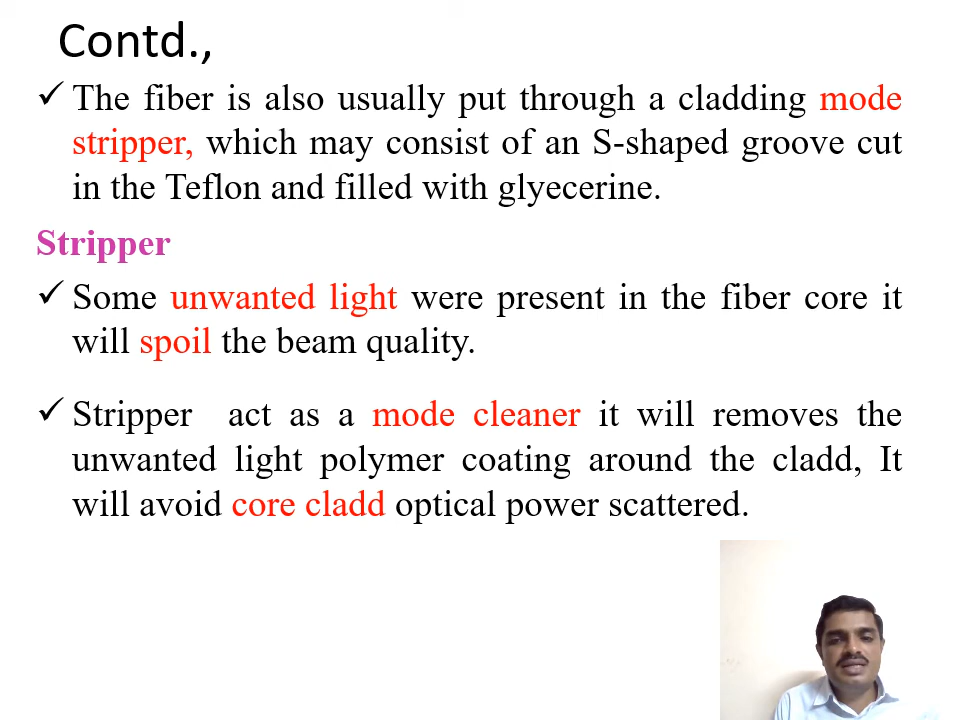 Contd.,
✓ The fiber is also usually put through a cladding mode
stripper, which may consist of an S-shaped groove cut
in the Teflon and filled with glyecerine.
Stripper
✓ Some unwanted light were present in the fiber core it
will spoil the beam quality.
✓ Stripper act as a mode cleaner it will removes the
unwanted light polymer coating around the cladd, It
will avoid core cladd optical power scattered.